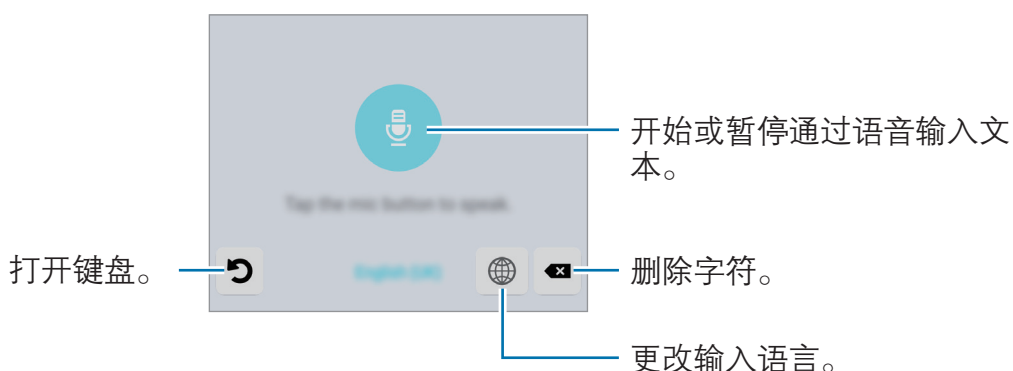 开始或暂停通过语音输入文
本。
Tap the mic button to speak.
打开键盘。
English (UK)
删除字符。
更改输入语言。